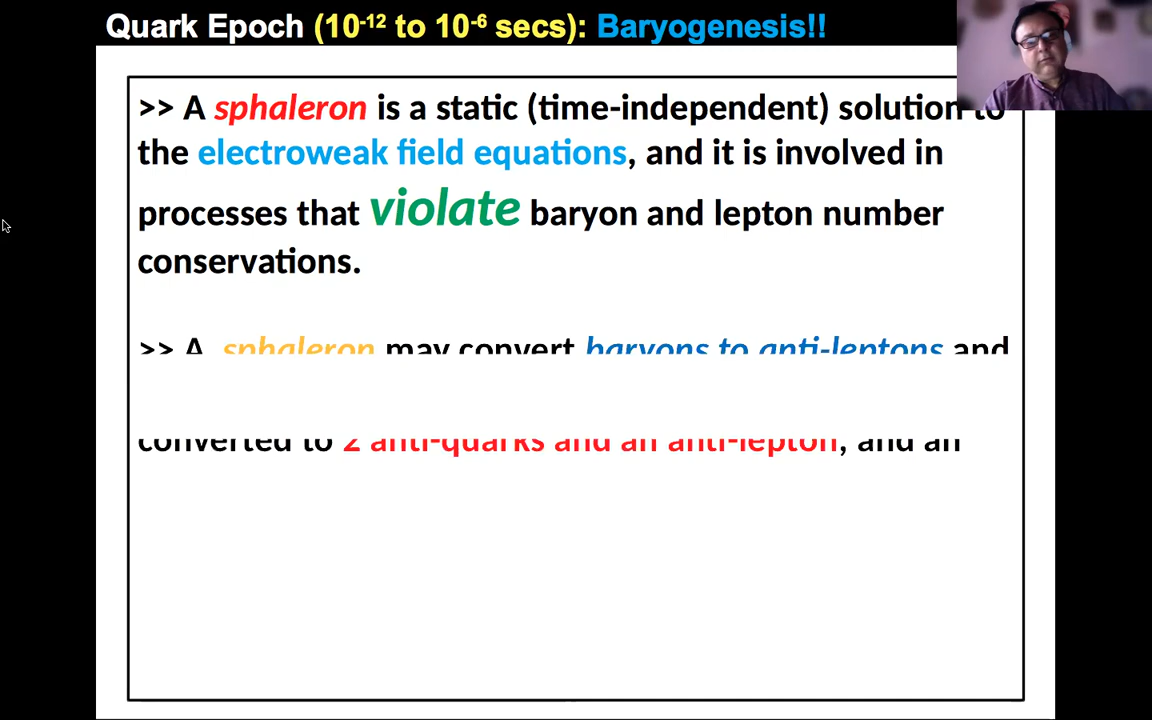 Quark Epoch (10-12 to 10-6 secs): Baryogenesis!!
>> A sphaleron is a static (time-independent) solution to
the electroweak field equations, and it is involved in
processes that violate baryon and lepton number
conservations.
>> A sphaleron may convert baryons to anti-leptons and
converted to 2 anti-quarks and an anti-lepton, and an